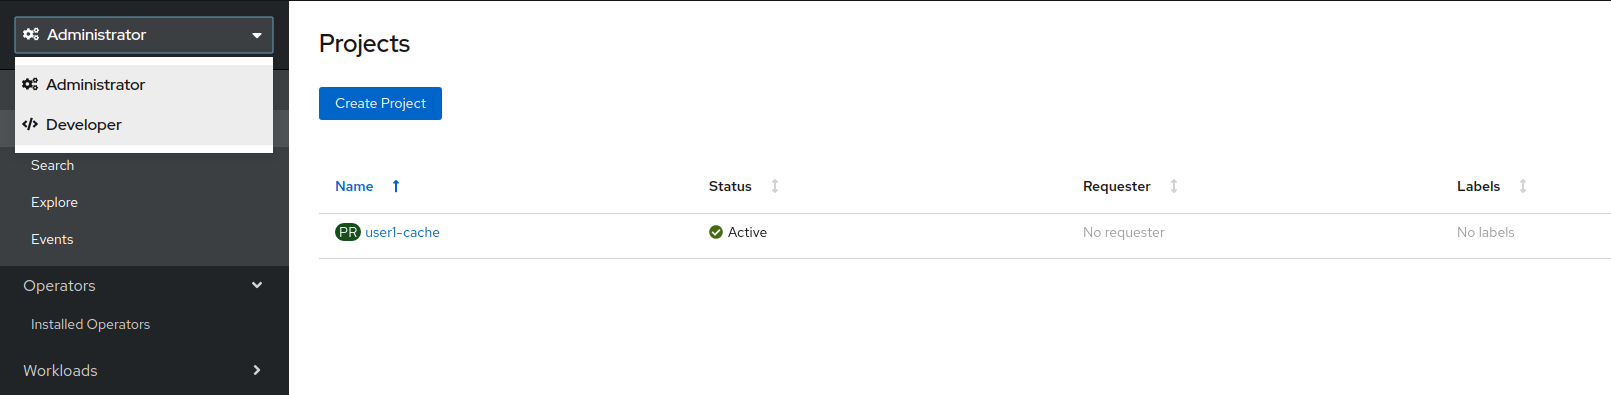 Administrator
Administrator
Developer
Search
Explore
Events
Operators
Installed Operators
Workloads
Projects
Create Project
Name Status Requester Labels
PR user1-cache Active No requester No labels